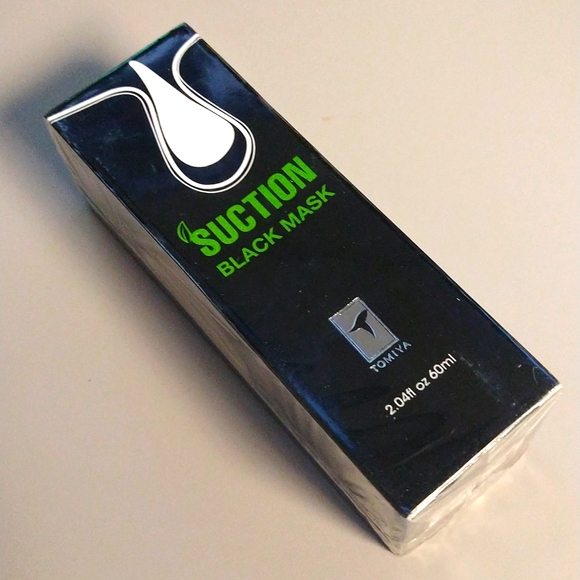 SUCTION
BLACK MASK
TOMIYA
2.04fl oz 60ml